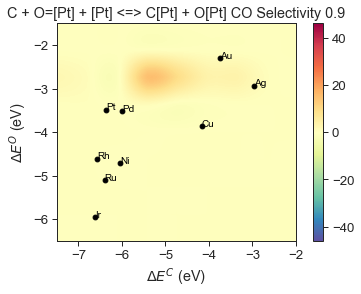 C + O=[Pt] + [Pt] <=> C[Pt] + O[Pt] CO Selectivity 0.9
ΔE^O (eV)
−2
−3
−4
−5
−6
Au
Ag
Pt
Pd
Cu
Rh
Ni
Ru
Ir
−7
−6
−5
−4
−3
−2
ΔE^C (eV)
40
20
0
−20
−40